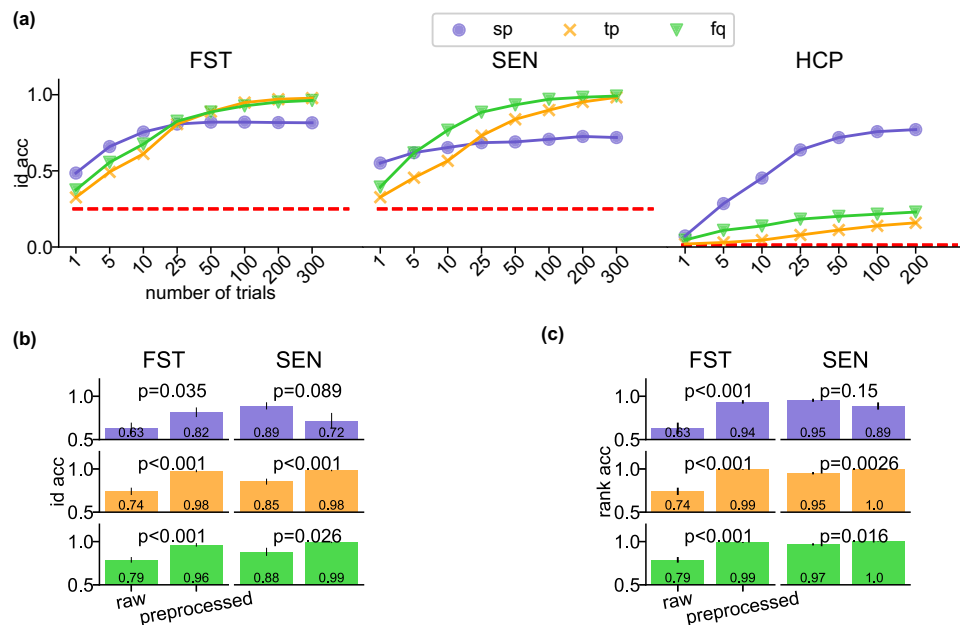 (a)
sp tp fq
FST SEN HCP
id acc
1.0
0.5
0.0
1 5 10 25 50 100 200 300
1 5 10 25 50 100 200 300
1 5 10 25 50 100 200
number of trials
(b)
FST SEN
id acc
1.0
0.5
p=0.035 p=0.089
0.63 0.82 0.89 0.72
1.0
0.5
p<0.001 p<0.001
0.74 0.98 0.85 0.98
1.0
0.5
p<0.001 p=0.026
0.79 0.96 0.88 0.99
raw
preprocessed
(c)
FST SEN
rank acc
1.0
0.5
p<0.001 p=0.15
0.63 0.94 0.95 0.89
1.0
0.5
p<0.001 p=0.0026
0.74 0.99 0.95 1.0
1.0
0.5
p<0.001 p=0.016
0.79 0.99 0.97 1.0
raw
preprocessed